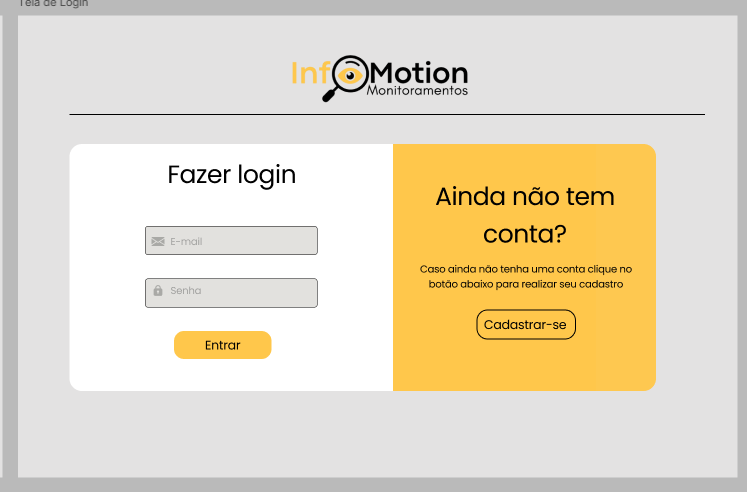 Tela de Login
InfoMotion
Monitoramentos
Fazer login
E-mail
Senha
Entrar
Ainda não tem
conta?
Caso ainda não tenha uma conta clique no
botão abaixo para realizar seu cadastro
Cadastrar-se